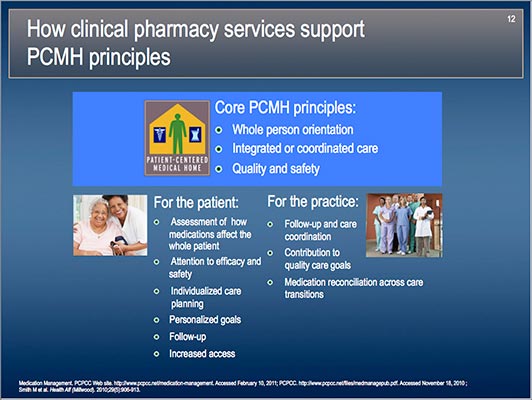 12
How clinical pharmacy services support
PCMH principles
Core PCMH principles:
Whole person orientation
Integrated or coordinated care
Quality and safety
PATIENT-CENTERED
MEDICAL HOME
For the patient:
Assessment of how
medications affect the
whole patient
Attention to efficacy and
safety
Individualized care
planning
Personalized goals
Follow-up
Increased access
For the practice:
Follow-up and care
coordination
Contribution to
quality care goals
Medication reconciliation across care
transitions
Medication Management. PCPCC Web site. http://www.pcpcc.net/medication-management. Accessed February 10, 2011; PCPCC. http://www.pcpcc.net/files/medmanagepub.pdf. Accessed November 18, 2010 ;
Smith M et al. Health Aff (Millwood). 2010;29(5):906-913.